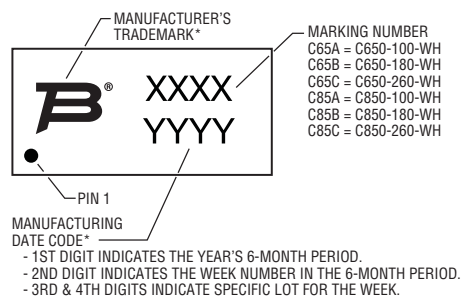 MANUFACTURER'S
TRADEMARK*
MARKING NUMBER
C65A = C650-100-WH
C65B = C650-180-WH
C65C = C650-260-WH
C85A = C850-100-WH
C85B = C850-180-WH
C85C = C850-260-WH
B®
XXXX
YYYY
PIN 1
MANUFACTURING
DATE CODE*
- 1ST DIGIT INDICATES THE YEAR'S 6-MONTH PERIOD.
- 2ND DIGIT INDICATES THE WEEK NUMBER IN THE 6-MONTH PERIOD.
- 3RD & 4TH DIGITS INDICATE SPECIFIC LOT FOR THE WEEK.